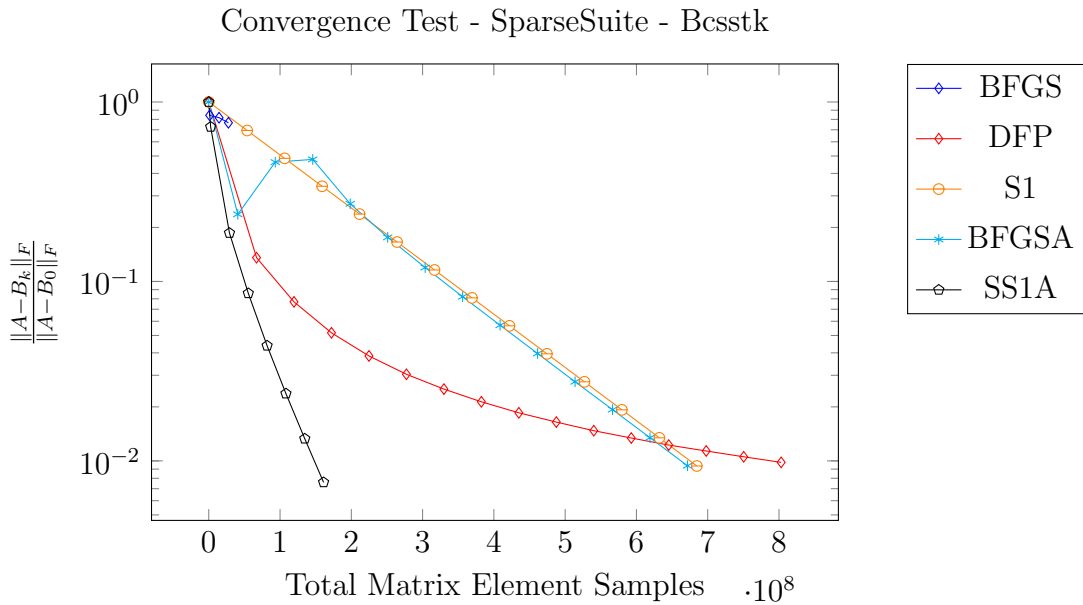 Convergence Test - SparseSuite - Bcsstk
10^0
10^{-1}
10^{-2}
\frac{\|A-B_k\|_F}{\|A-B_0\|_F}
0 1 2 3 4 5 6 7 8
Total Matrix Element Samples ·10^8
BFGS
DFP
S1
BFGSA
SS1A